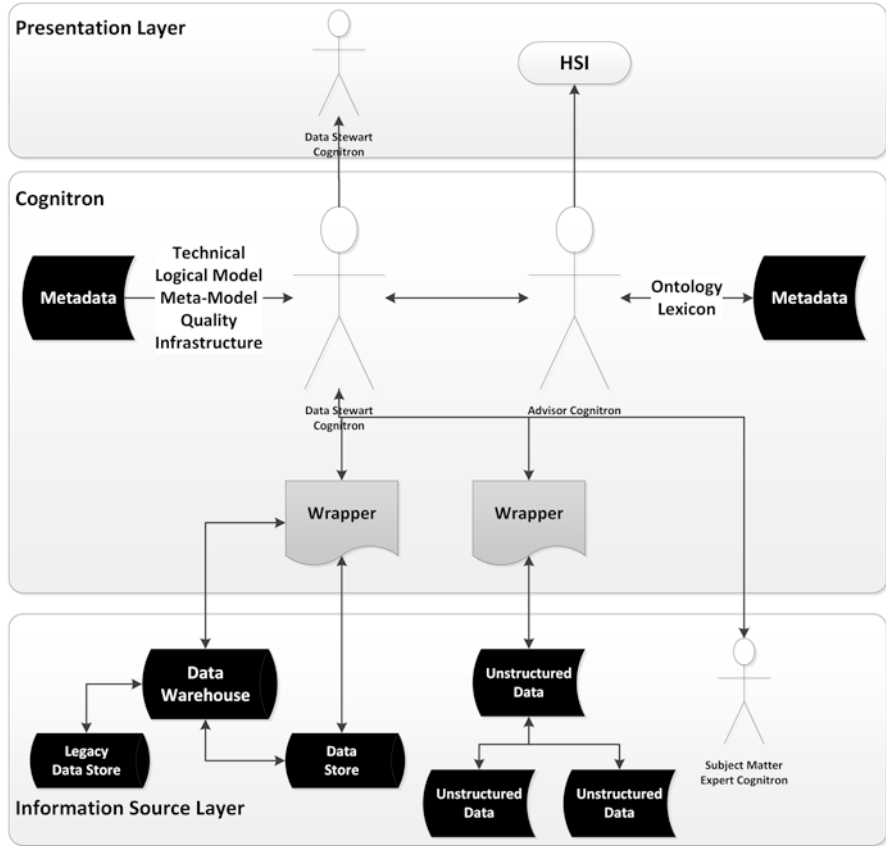 Presentation Layer
HSI
Data Stewart
Cognitron
Cognitron
Metadata
Technical
Logical Model
Meta-Model
Quality
Infrastructure
Ontology
Lexicon
Metadata
Data Stewart
Cognitron
Advisor Cognitron
Wrapper
Wrapper
Data
Warehouse
Unstructured
Data
Legacy
Data Store
Data
Store
Subject Matter
Expert Cognitron
Unstructured
Data
Unstructured
Data
Information Source Layer